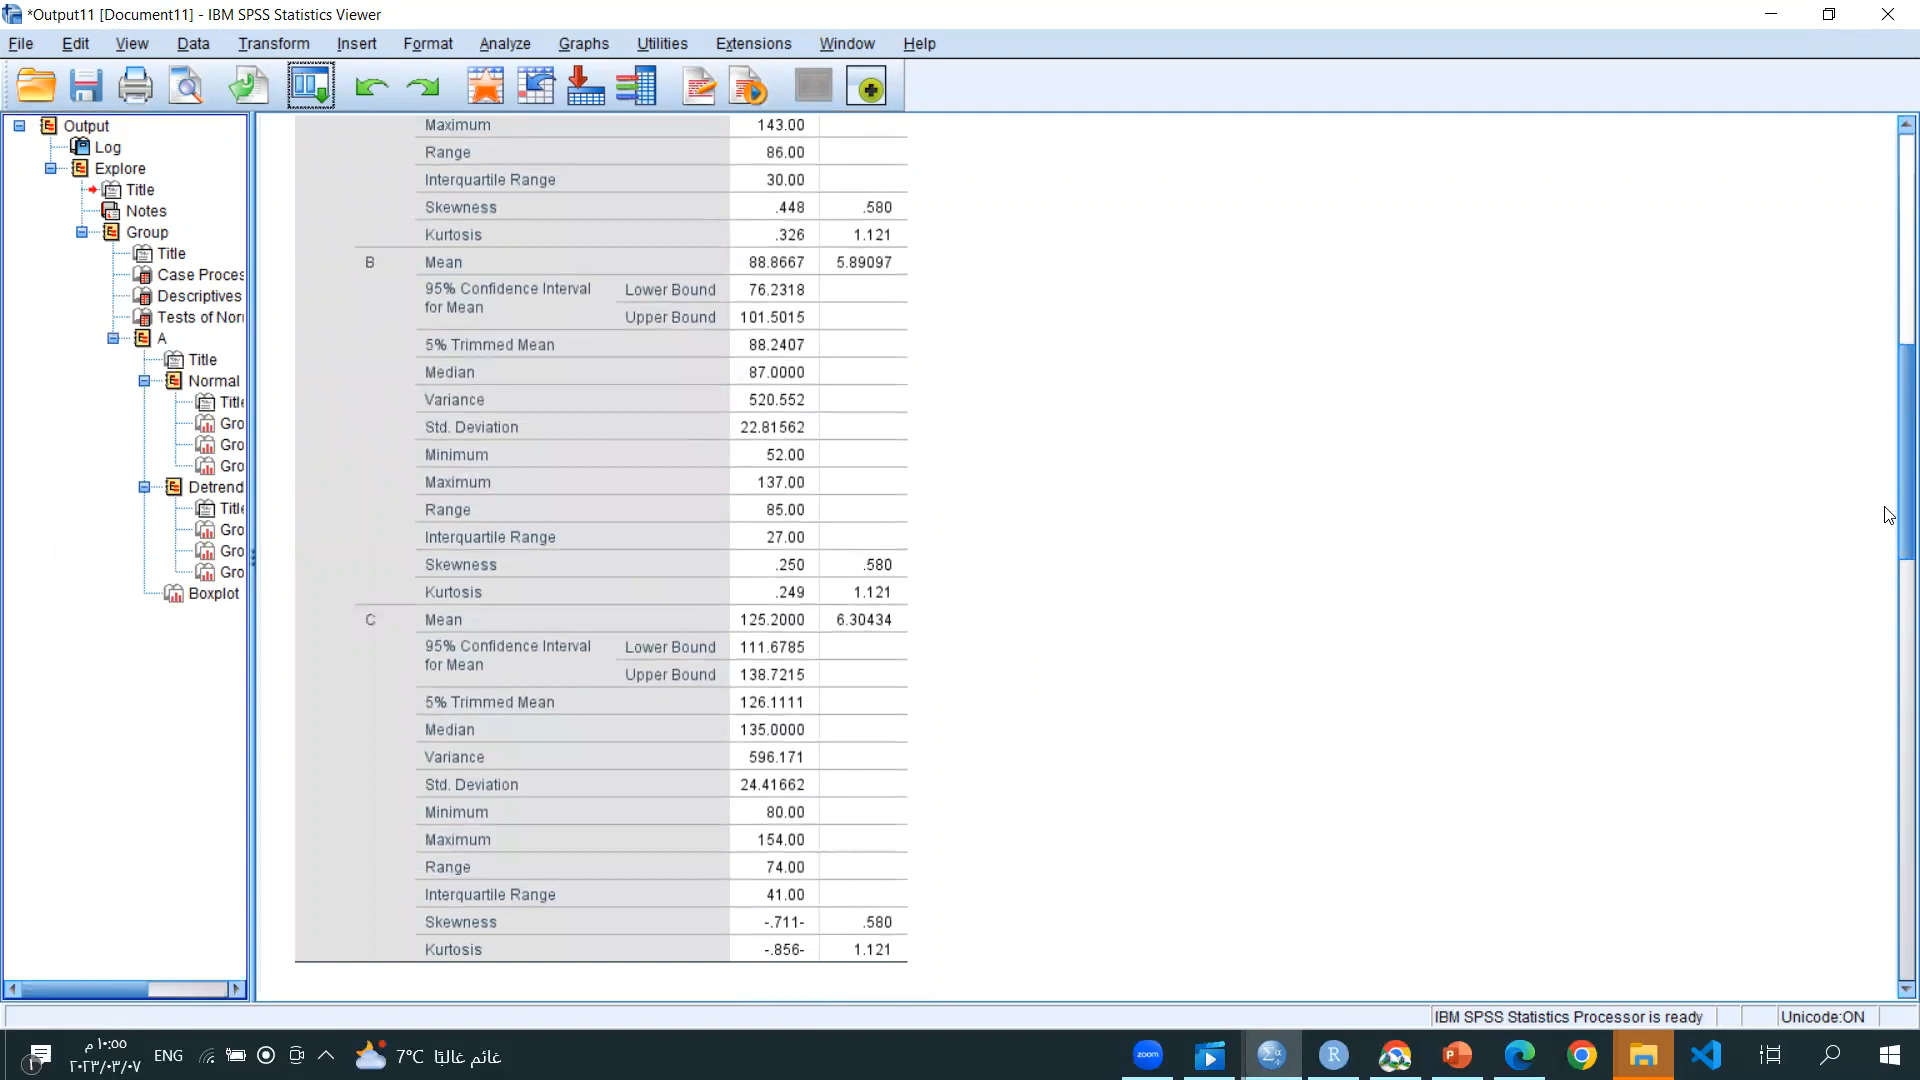 *Output11 [Document11] - IBM SPSS Statistics Viewer
File Edit View Data Transform Insert Format Analyze Graphs Utilities Extensions Window Help
Output
Log
Explore
Title
Notes
Group
Title
Case Proces
Descriptives
Tests of Nor
A
Title
Normal
Title
Gro
Gro
Gro
Detrend
Title
Gro
Gro
Gro
Boxplot
Maximum 143.00
Range 86.00
Interquartile Range 30.00
Skewness .448 .580
Kurtosis .326 1.121
B Mean 88.8667 5.89097
95% Confidence Interval for Mean Lower Bound 76.2318
Upper Bound 101.5015
5% Trimmed Mean 88.2407
Median 87.0000
Variance 520.552
Std. Deviation 22.81562
Minimum 52.00
Maximum 137.00
Range 85.00
Interquartile Range 27.00
Skewness .250 .580
Kurtosis .249 1.121
C Mean 125.2000 6.30434
95% Confidence Interval for Mean Lower Bound 111.6785
Upper Bound 138.7215
5% Trimmed Mean 126.1111
Median 135.0000
Variance 596.171
Std. Deviation 24.41662
Minimum 80.00
Maximum 154.00
Range 74.00
Interquartile Range 41.00
Skewness -.711- .580
Kurtosis -.856- 1.121
IBM SPSS Statistics Processor is ready Unicode:ON
١٠:٥٥ م
٢٠٢٣/٠٣/٠٧
ENG
7°C غائم غالبًا
zoom